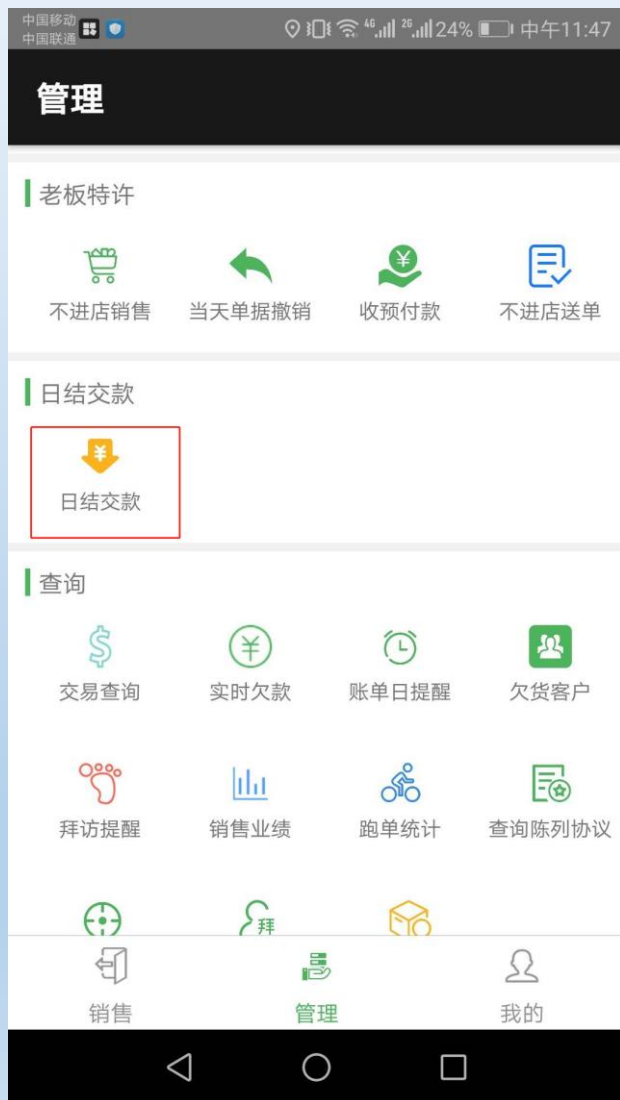 中国移动
中国联通
4G 2G 24% 中午11:47
管理
老板特许
不进店销售 当天单据撤销 收预付款 不进店送单
日结交款
日结交款
查询
交易查询 实时欠款 账单日提醒 欠货客户
拜访提醒 销售业绩 跑单统计 查询陈列协议
拜
销售 管理 我的